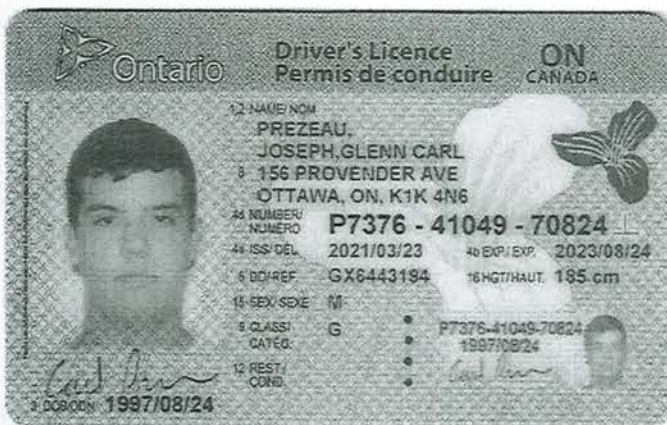 Ontario
Driver's Licence
Permis de conduire
ON
CANADA
1,2 NAME/NOM
PREZEAU,
JOSEPH,GLENN CARL
8 156 PROVENDER AVE
OTTAWA, ON, K1K 4N6
4d NUMBER/NUMÉRO P7376 - 41049 - 70824
4a ISS/DÉL 2021/03/23 4b EXP/EXP. 2023/08/24
5 DD/RÉF GX6443194 16 HGT/HAUT. 185 cm
15 SEX/SEXE M
9 CLASS/CATÉG. G
12 REST./COND.
P7376-41049-70824
1997/08/24
3 DOB/DDN 1997/08/24